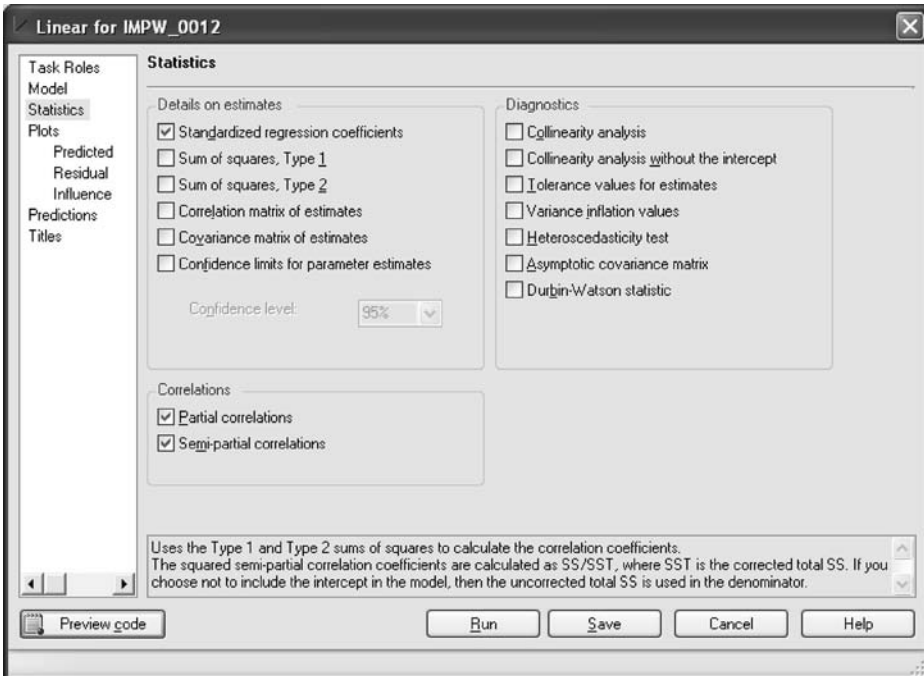 Linear for IMPW_0012
Task Roles
Model
Statistics
Plots
Predicted
Residual
Influence
Predictions
Titles
Statistics
Details on estimates
Standardized regression coefficients
Sum of squares, Type 1
Sum of squares, Type 2
Correlation matrix of estimates
Covariance matrix of estimates
Confidence limits for parameter estimates
Confidence level:
95%
Diagnostics
Collinearity analysis
Collinearity analysis without the intercept
Tolerance values for estimates
Variance inflation values
Heteroscedasticity test
Asymptotic covariance matrix
Durbin-Watson statistic
Correlations
Partial correlations
Semi-partial correlations
Uses the Type 1 and Type 2 sums of squares to calculate the correlation coefficients.
The squared semi-partial correlation coefficients are calculated as SS/SST, where SST is the corrected total SS. If you
choose not to include the intercept in the model, then the uncorrected total SS is used in the denominator.
Preview code
Run
Save
Cancel
Help